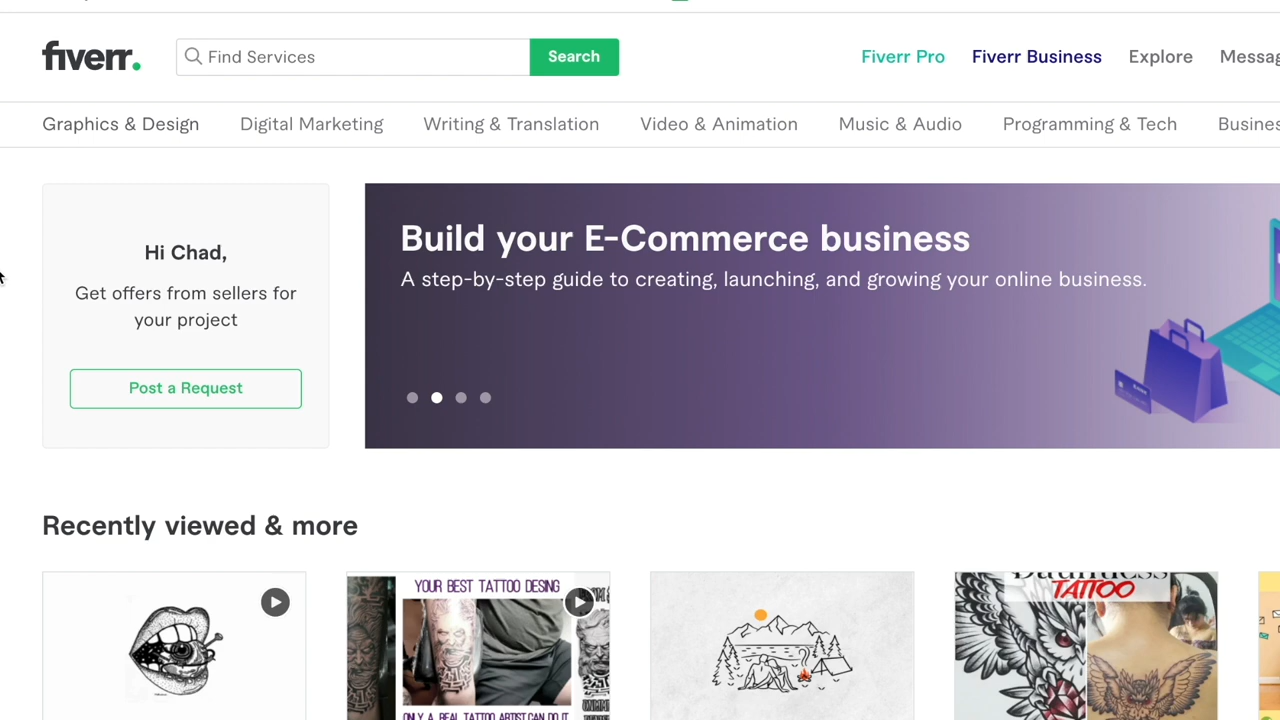 fiverr.
Find Services
Search
Fiverr Pro
Fiverr Business
Explore
Graphics & Design
Digital Marketing
Writing & Translation
Video & Animation
Music & Audio
Programming & Tech
Hi Chad,
Get offers from sellers for
your project
Post a Request
Build your E-Commerce business
A step-by-step guide to creating, launching, and growing your online business.
Recently viewed & more
YOUR BEST TATTOO DESING
ONLY A REAL TATTOO ARTIST CAN DO IT
TATTOO